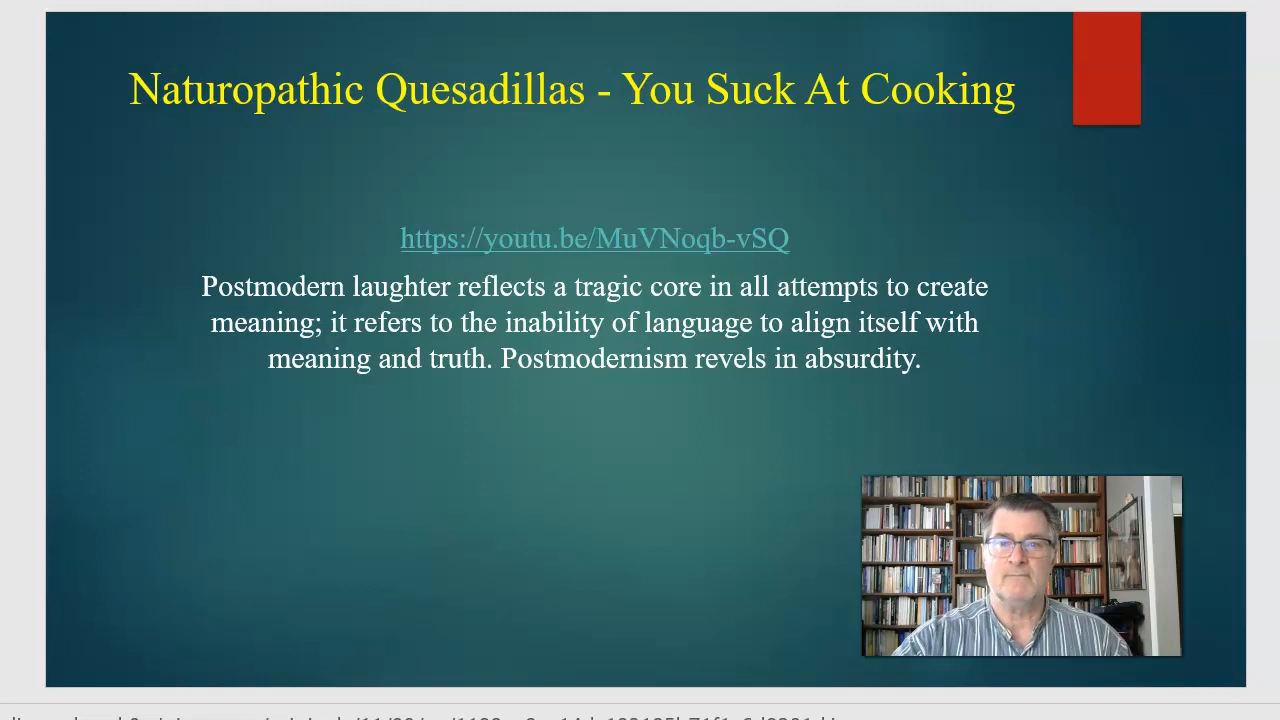 Naturopathic Quesadillas - You Suck At Cooking
https://youtu.be/MuVNoqb-vSQ
Postmodern laughter reflects a tragic core in all attempts to create
meaning; it refers to the inability of language to align itself with
meaning and truth. Postmodernism revels in absurdity.